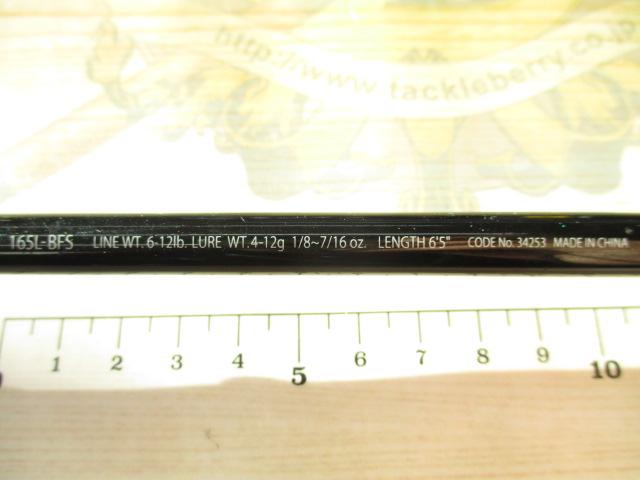 http://www.tackleberry.co.jp
165L-BFS LINE WT. 6-12lb. LURE WT. 4-12g 1/8~7/16 oz. LENGTH 6'5" CODE No. 34253 MADE IN CHINA
1 2 3 4 5 6 7 8 9 10